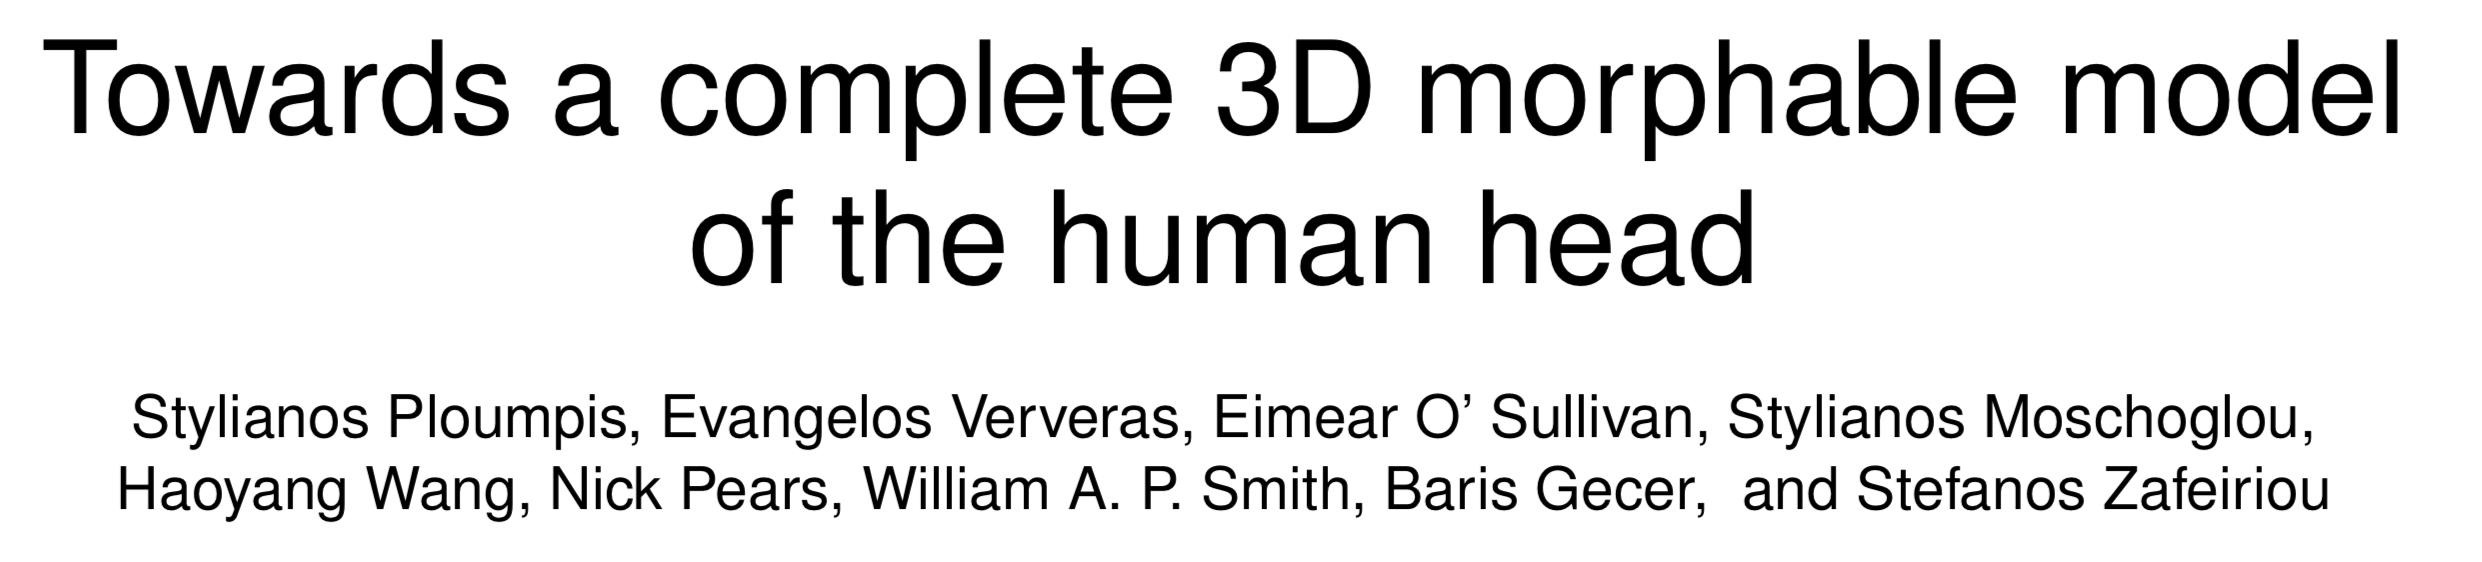 Towards a complete 3D morphable model
of the human head
Stylianos Ploumpis, Evangelos Ververas, Eimear O’ Sullivan, Stylianos Moschoglou,
Haoyang Wang, Nick Pears, William A. P. Smith, Baris Gecer, and Stefanos Zafeiriou